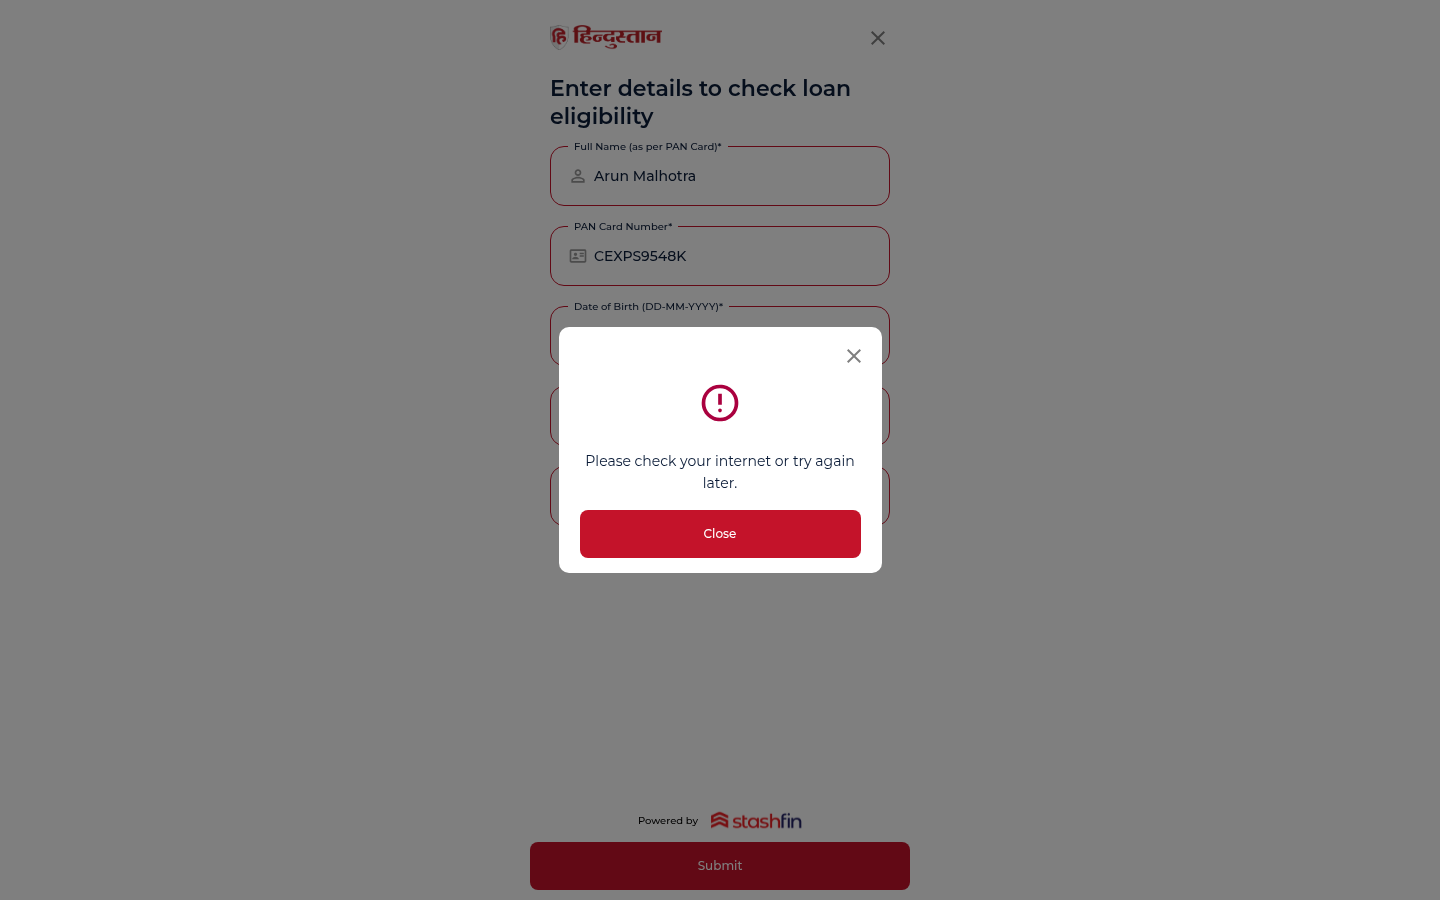 हि हिन्दुस्तान
Enter details to check loan
eligibility
Full Name (as per PAN Card)*
Arun Malhotra
PAN Card Number*
CEXPS9548K
Date of Birth (DD-MM-YYYY)*
Please check your internet or try again
later.
Close
Powered by stashfin
Submit